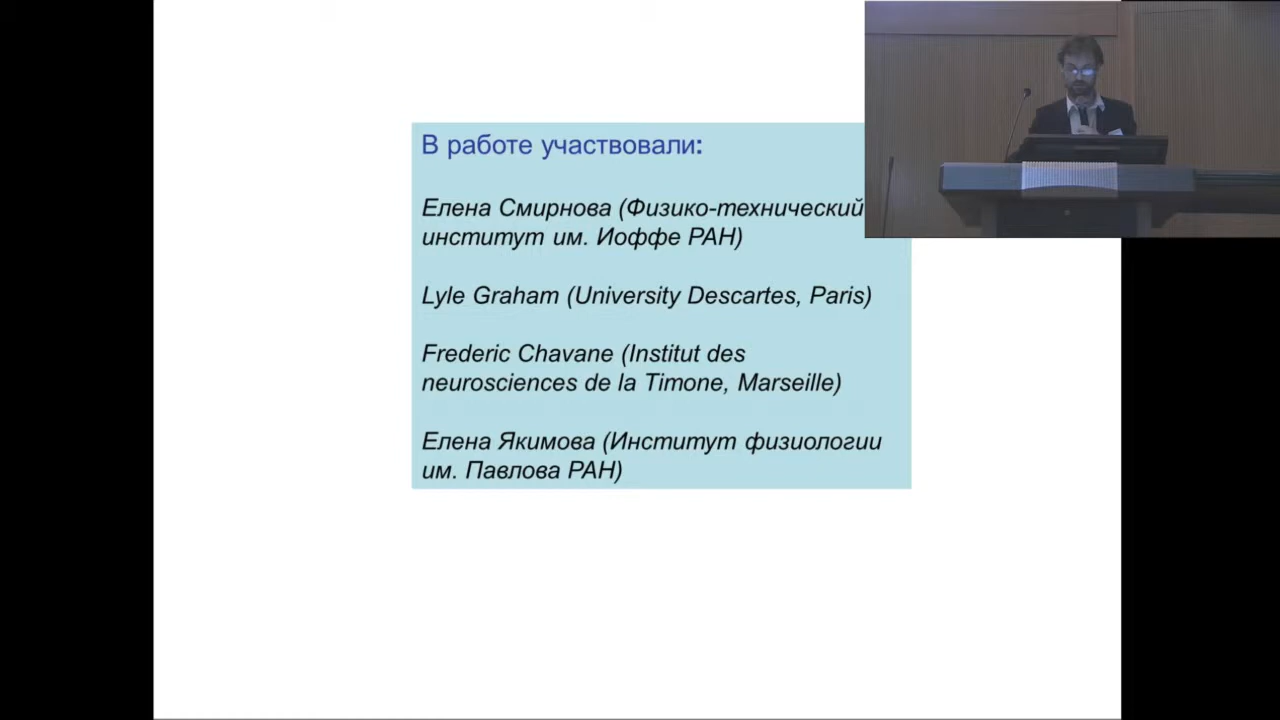 В работе участвовали:
Елена Смирнова (Физико-технический
институт им. Иоффе РАН)
Lyle Graham (University Descartes, Paris)
Frederic Chavane (Institut des
neurosciences de la Timone, Marseille)
Елена Якимова (Институт физиологии
им. Павлова РАН)